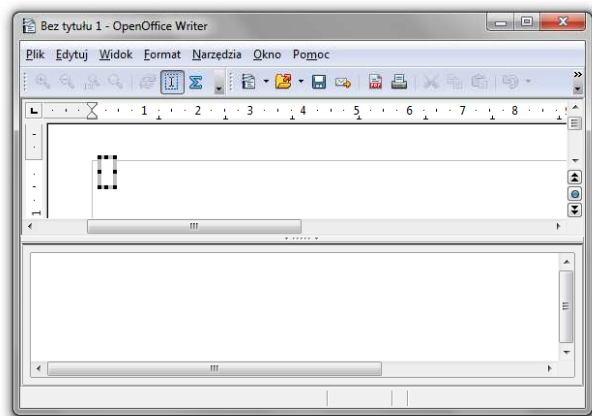 Bez tytułu 1 - OpenOffice Writer
Plik Edytuj Widok Format Narzędzia Okno Pomoc
1 2 3 4 5 6 7 8
1